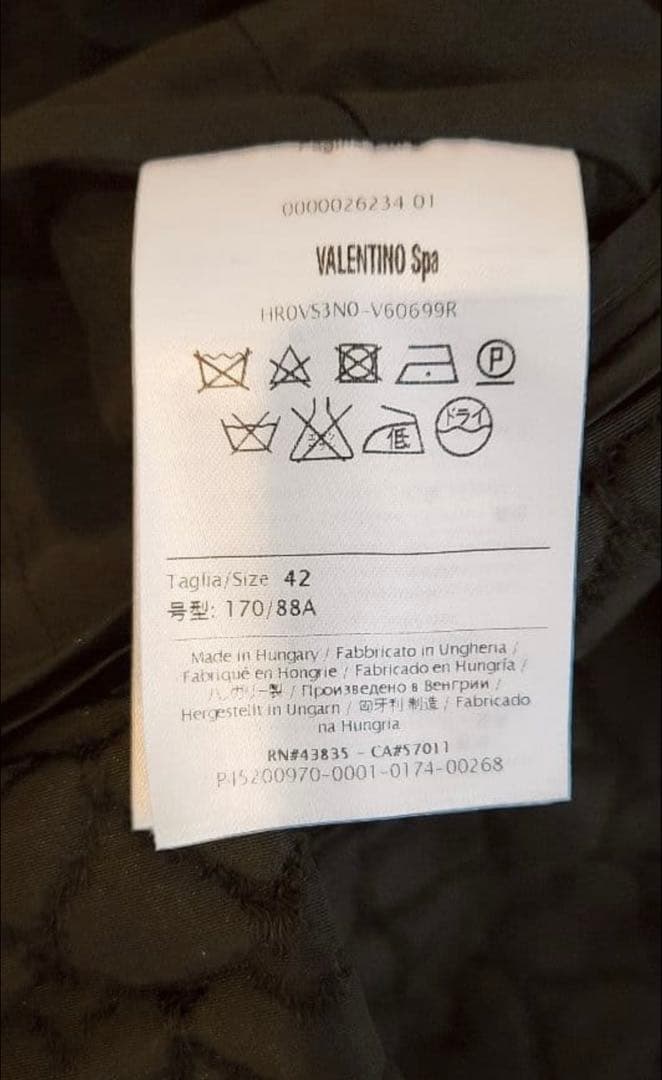 0000026234 01
VALENTINO Spa
HR0VS3N0-V60699R
P
低 ドライ
Taglia/Size 42
号型: 170/88A
Made in Hungary / Fabbricato in Ungheria /
Fabriqué en Hongrie / Fabricado en Hungría /
ハンガリー製 / Произведено в Венгрии /
Hergestellt in Ungarn / 匈牙利 制造 / Fabricado
na Hungria
RN#43835 - CA#57011
P45200970-0001-0174-00268